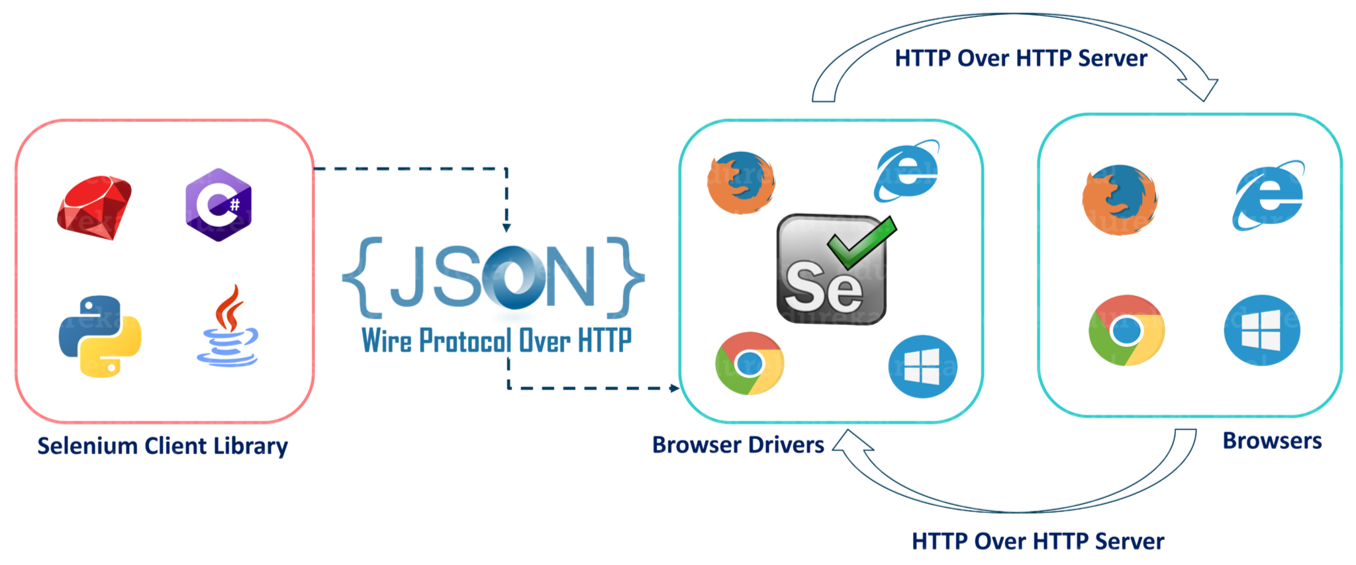 HTTP Over HTTP Server
C#
{JSON}
Wire Protocol Over HTTP
Se
Selenium Client Library
Browser Drivers
Browsers
HTTP Over HTTP Server